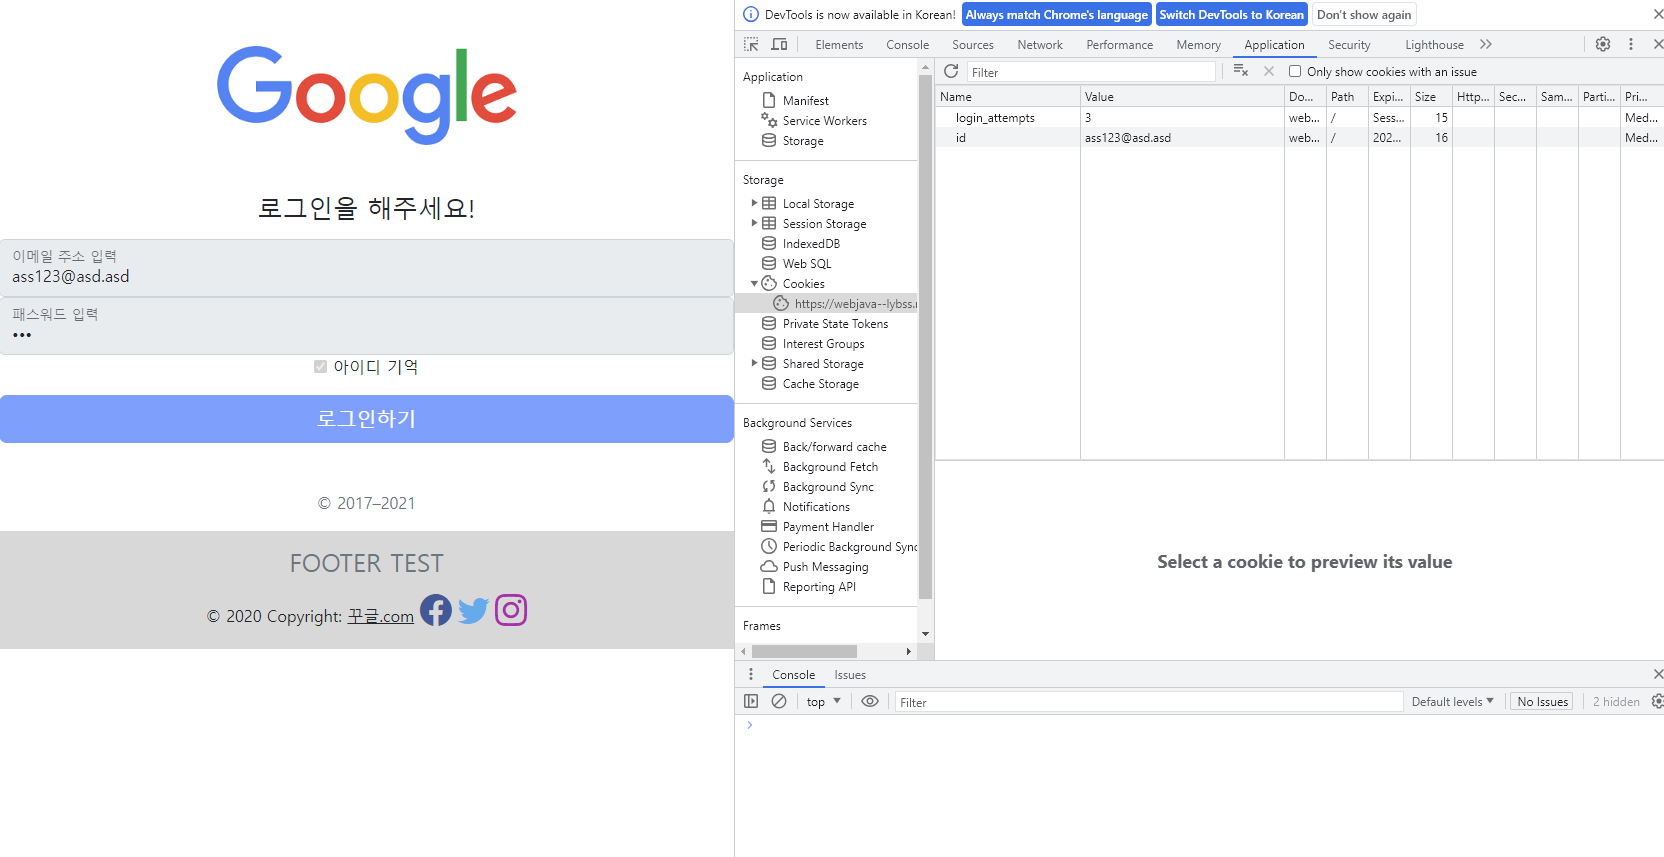 Google
로그인을 해주세요!
이메일 주소 입력
ass123@asd.asd
패스워드 입력
•••
아이디 기억
로그인하기
© 2017–2021
FOOTER TEST
© 2020 Copyright: 꾸글.com
DevTools is now available in Korean!
Always match Chrome's language
Switch DevTools to Korean
Don't show again
Elements
Console
Sources
Network
Performance
Memory
Application
Security
Lighthouse
Application
Manifest
Service Workers
Storage
Storage
Local Storage
Session Storage
IndexedDB
Web SQL
Cookies
https://webjava--lybss.
Private State Tokens
Interest Groups
Shared Storage
Cache Storage
Background Services
Back/forward cache
Background Fetch
Background Sync
Notifications
Payment Handler
Periodic Background Sync
Push Messaging
Reporting API
Frames
Filter
Only show cookies with an issue
Name Value Do... Path Expi... Size Http... Sec... Sam... Parti... Pri...
login_attempts 3 web... / Sess... 15 Med...
id ass123@asd.asd web... / 202... 16 Med...
Select a cookie to preview its value
Console
Issues
top
Filter
Default levels
No Issues
2 hidden